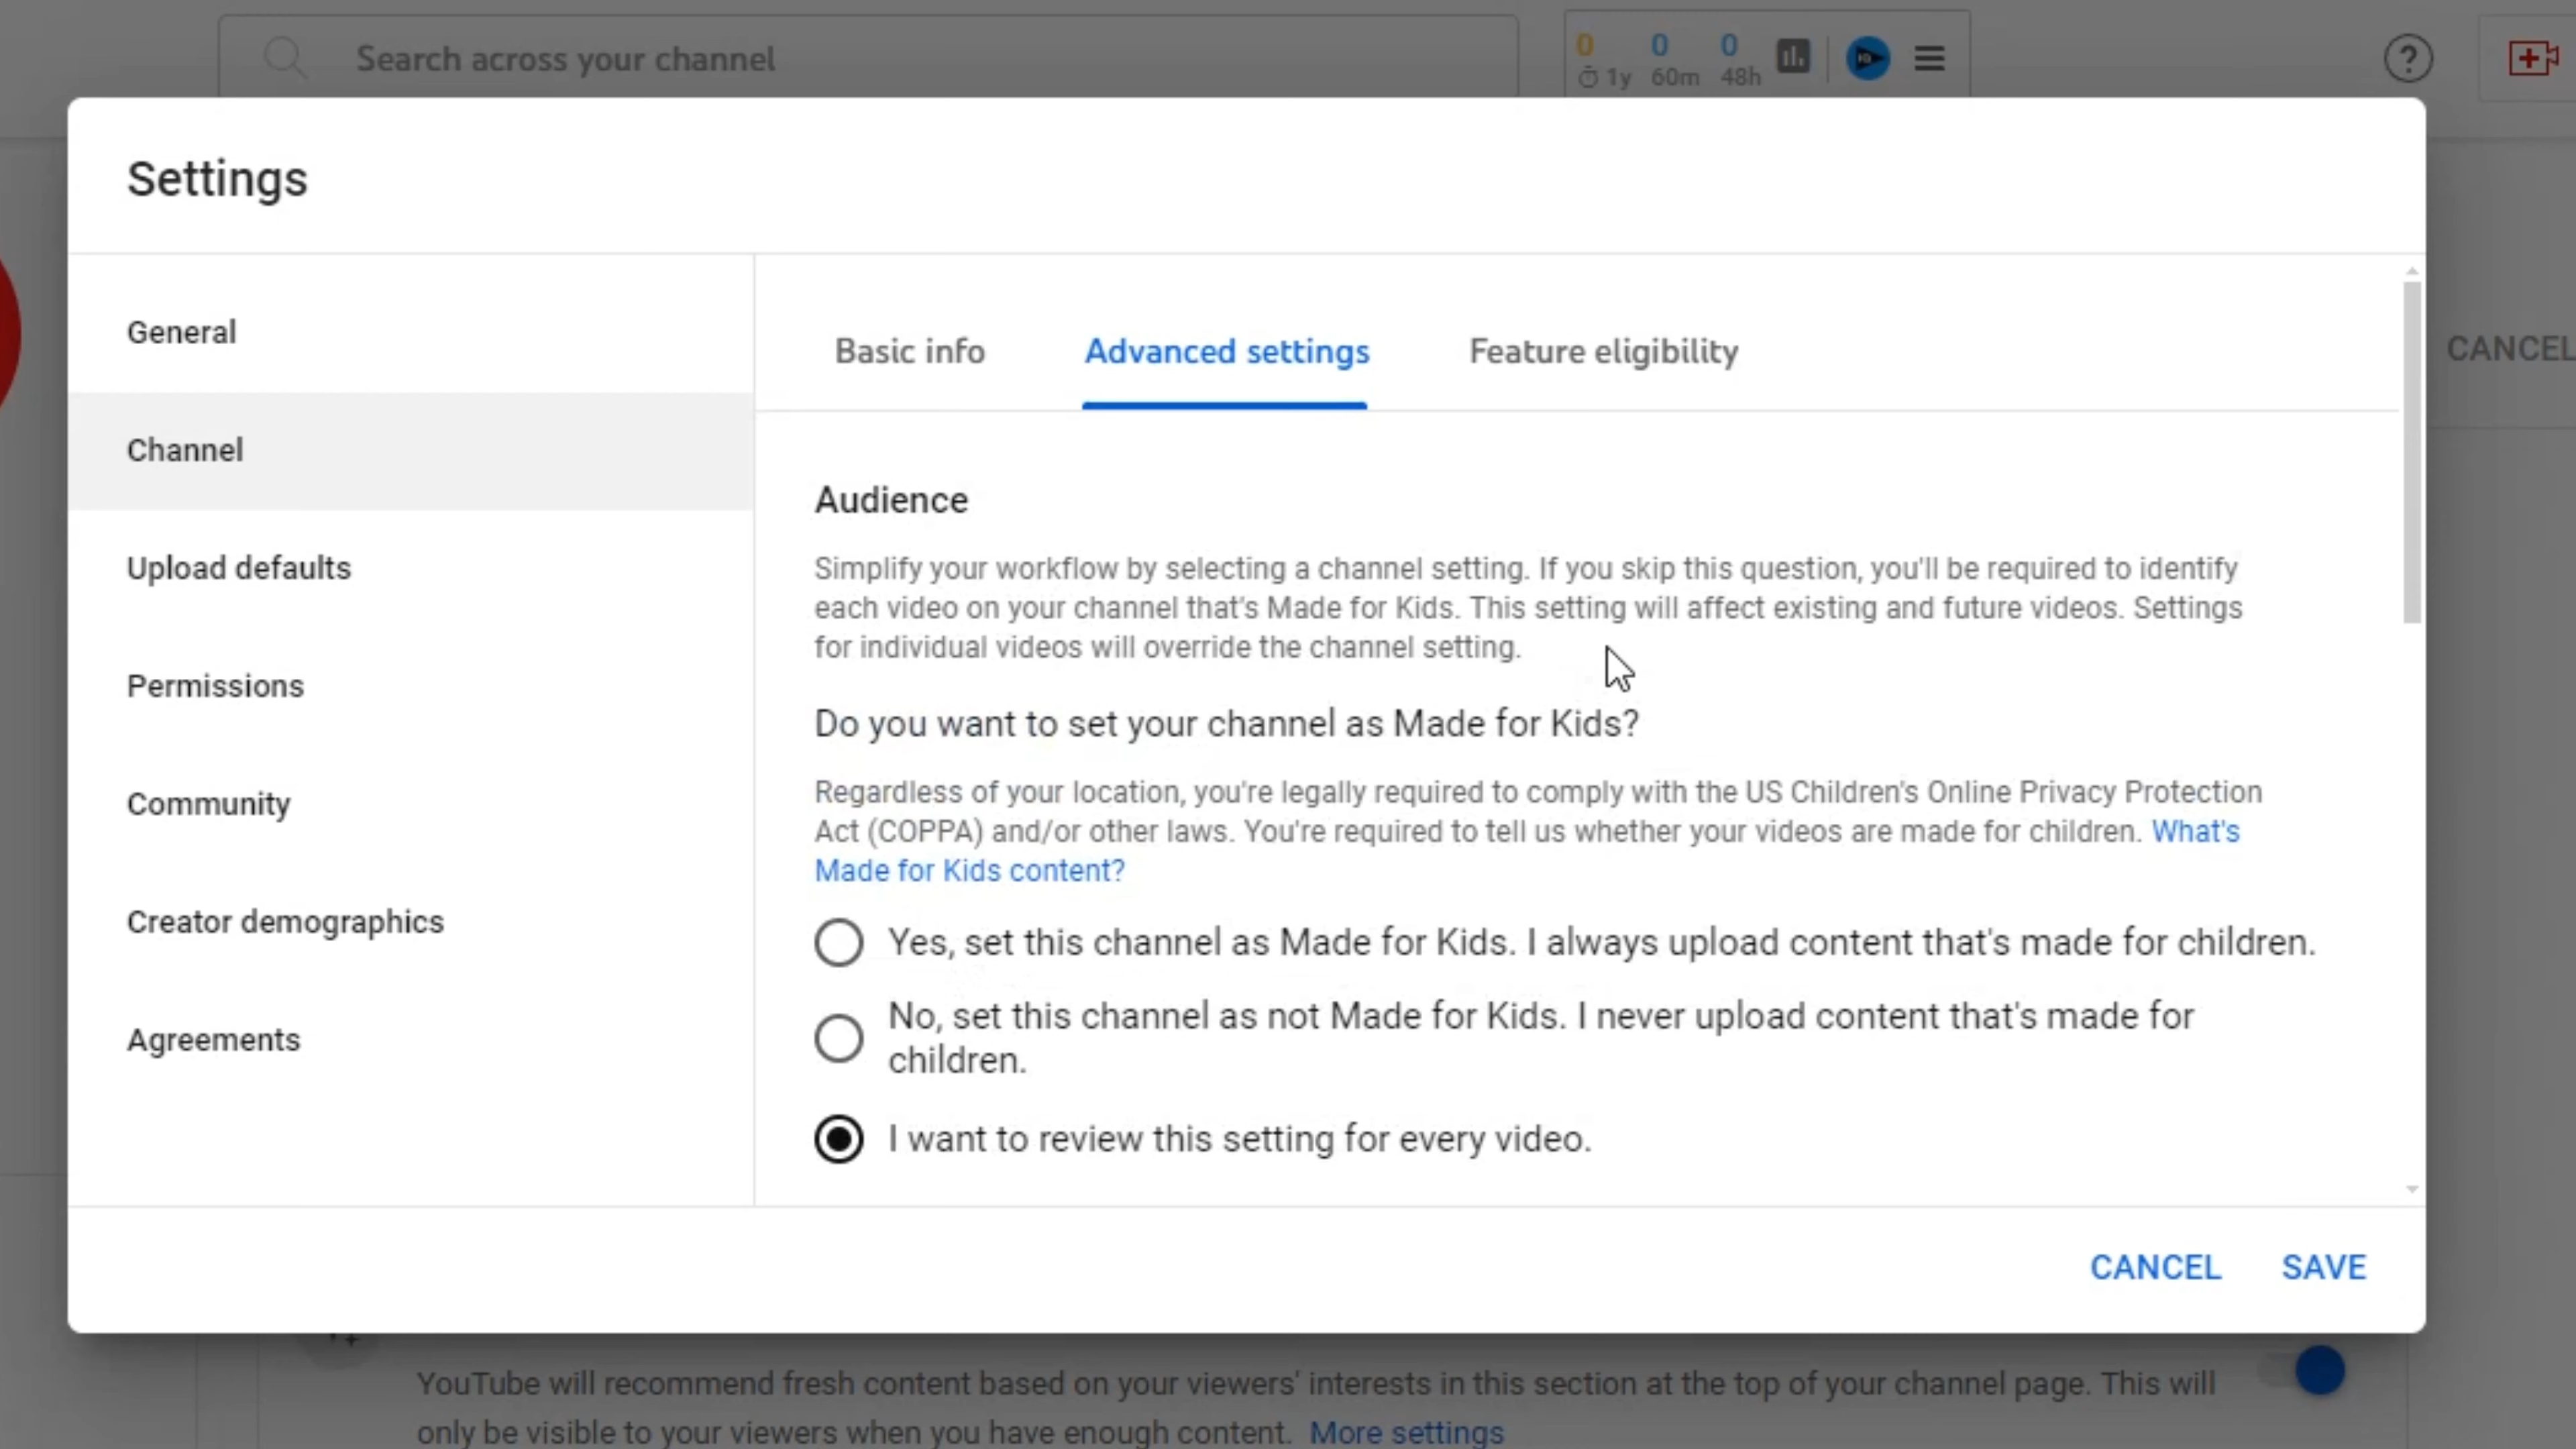 Search across your channel
0 0 0
1y 60m 48h
Settings
General
Channel
Upload defaults
Permissions
Community
Creator demographics
Agreements
Basic info
Advanced settings
Feature eligibility
Audience
Simplify your workflow by selecting a channel setting. If you skip this question, you'll be required to identify
each video on your channel that's Made for Kids. This setting will affect existing and future videos. Settings
for individual videos will override the channel setting.
Do you want to set your channel as Made for Kids?
Regardless of your location, you're legally required to comply with the US Children's Online Privacy Protection
Act (COPPA) and/or other laws. You're required to tell us whether your videos are made for children. What's
Made for Kids content?
Yes, set this channel as Made for Kids. I always upload content that's made for children.
No, set this channel as not Made for Kids. I never upload content that's made for
children.
I want to review this setting for every video.
CANCEL SAVE
CANCEL
YouTube will recommend fresh content based on your viewers' interests in this section at the top of your channel page. This will
only be visible to your viewers when you have enough content. More settings